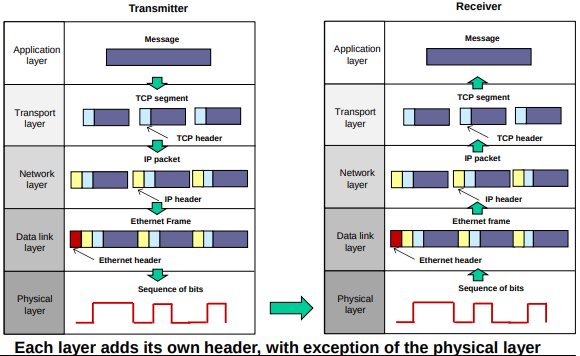 Transmitter
Application
layer
Message
Transport
layer
TCP segment
TCP header
Network
layer
IP packet
IP header
Data link
layer
Ethernet Frame
Ethernet header
Physical
layer
Sequence of bits
Receiver
Application
layer
Message
Transport
layer
TCP segment
TCP header
Network
layer
IP packet
IP header
Data link
layer
Ethernet frame
Ethernet header
Physical
layer
Sequence of bits
Each layer adds its own header, with exception of the physical layer